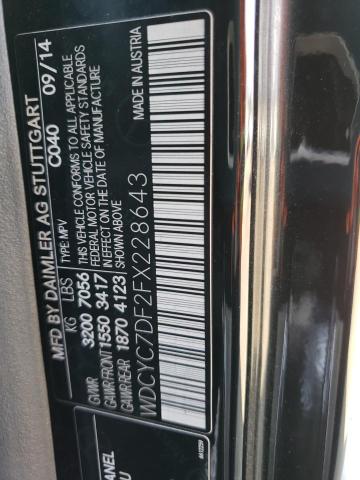 MFD BY DAIMLER AG STUTTGART
C040 09/14
TYPE: MPV
KG LBS
GVWR 3200 7056
GAWR FRONT 1550 3417
GAWR REAR 1870 4123
THIS VEHICLE CONFORMS TO ALL APPLICABLE
FEDERAL MOTOR VEHICLE SAFETY STANDARDS
IN EFFECT ON THE DATE OF MANUFACTURE
SHOWN ABOVE
MADE IN AUSTRIA
WDCYC7DF2FX228643
ANEL